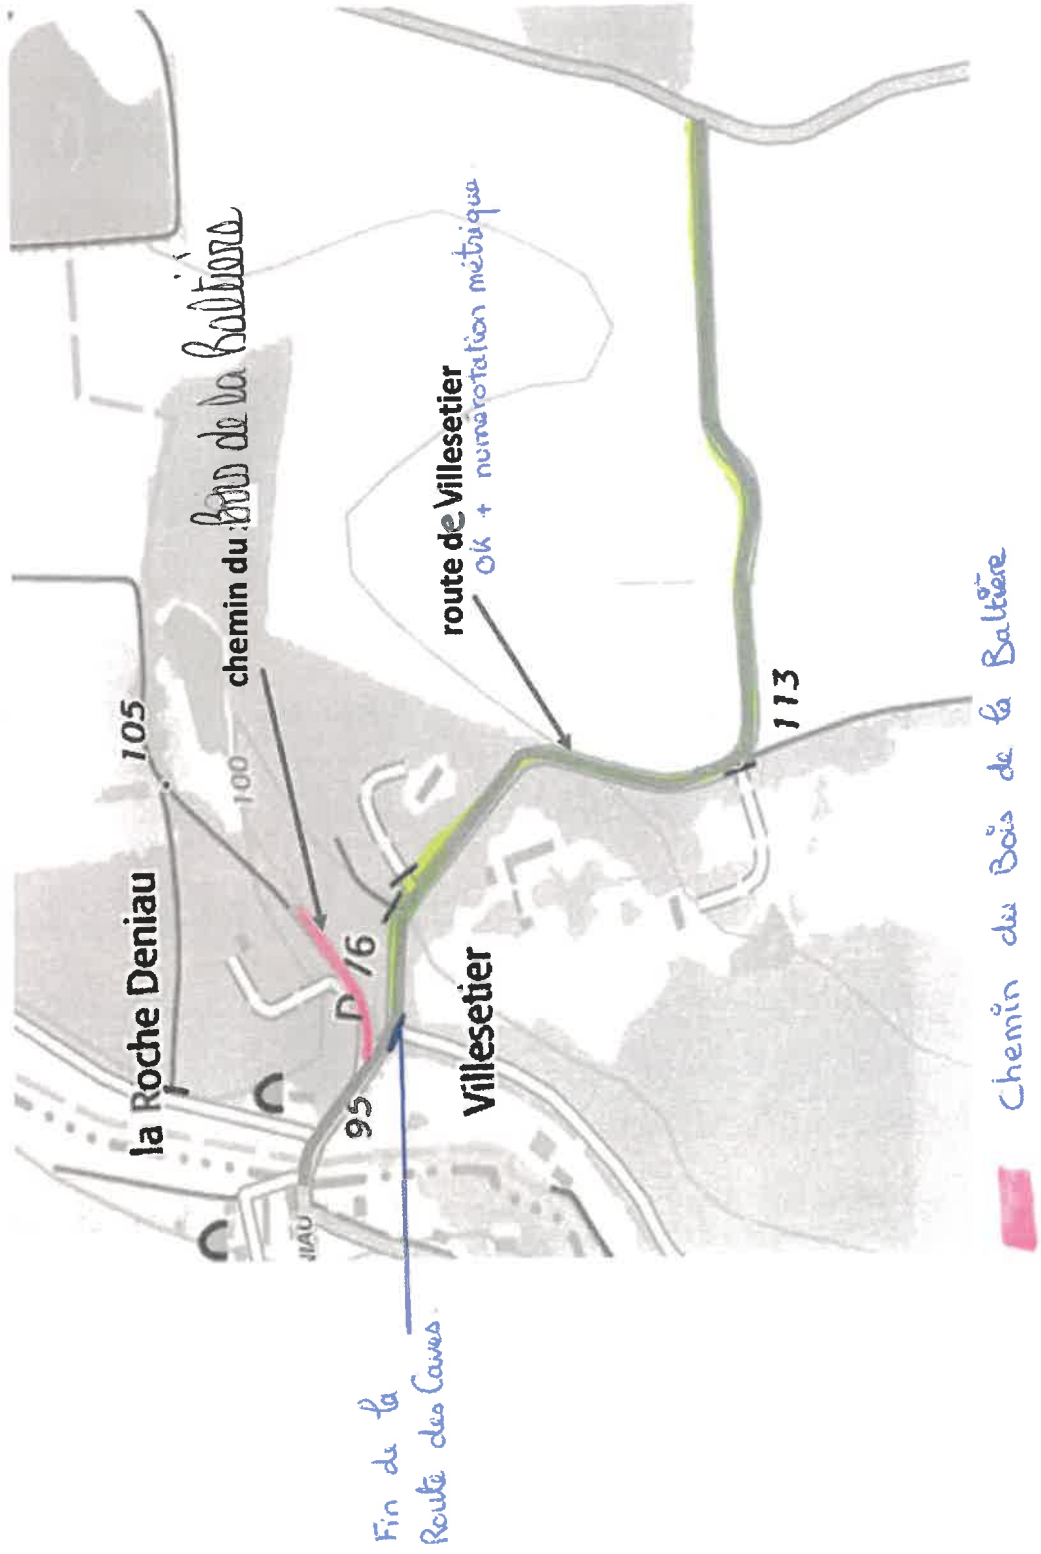 la Roche Deniau
105
100
chemin du : Bois de la Baltière
route de Villesetier
OK + numérotation métrique
D 76
95
Villesetier
113
NIAU
Fin de la
Route des Caves.
Chemin du Bois de la Baltière